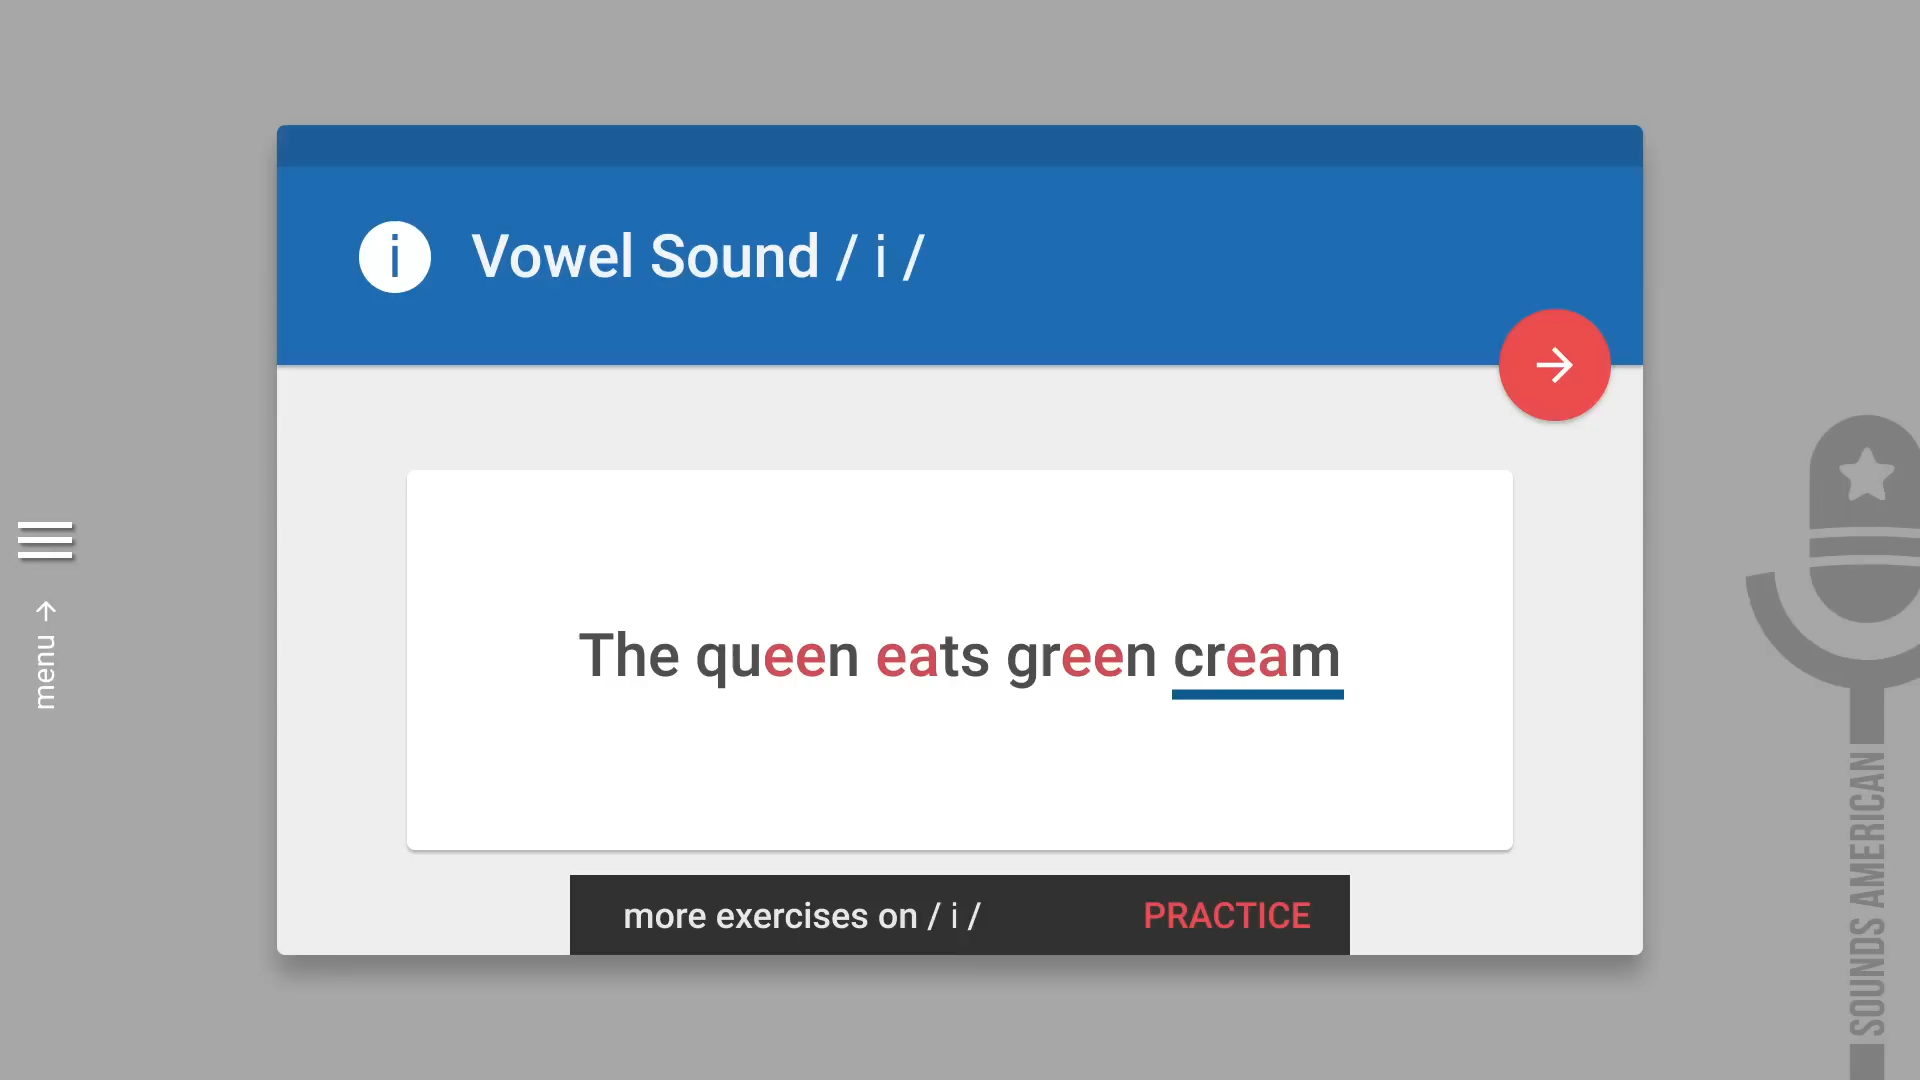 i Vowel Sound / i /
The queen eats green cream
more exercises on / i / PRACTICE
menu
SOUNDS AMERICAN